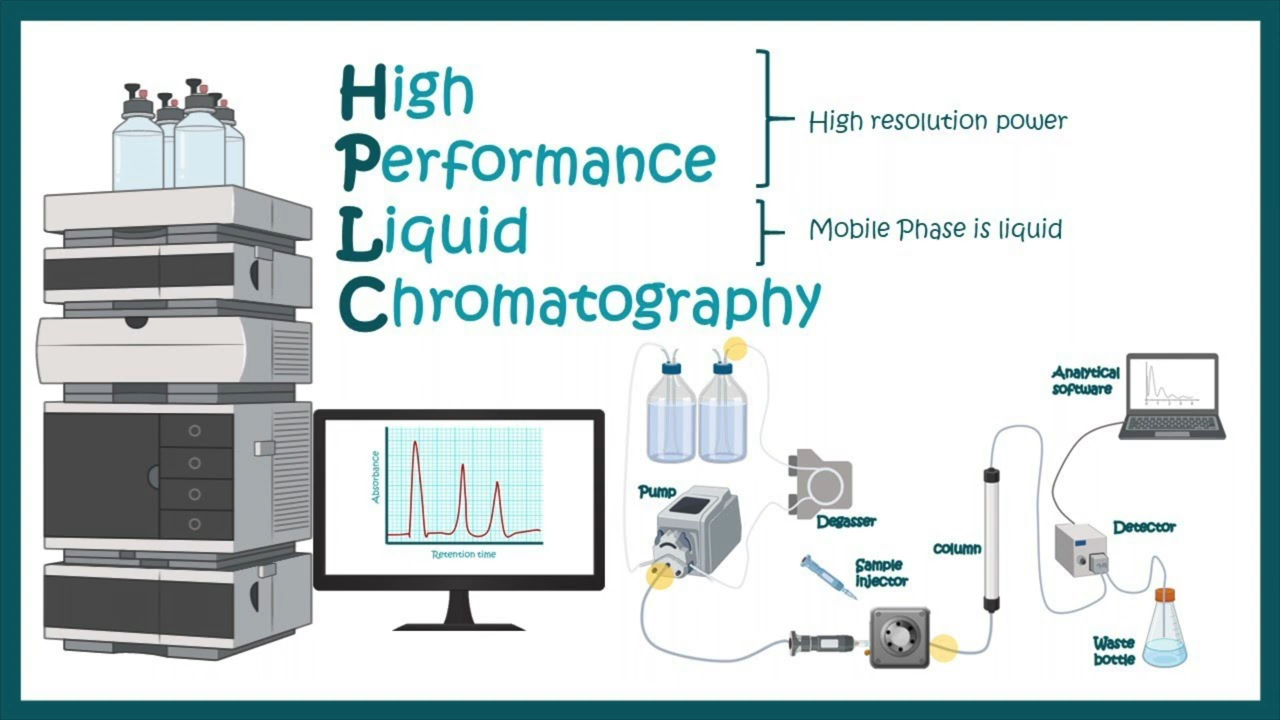 High
Performance
Liquid
Chromatography
High resolution power
Mobile Phase is liquid
Absorbance
Retention time
Pump
Degasser
Sample
injector
column
Analytical
software
Detector
Waste
bottle